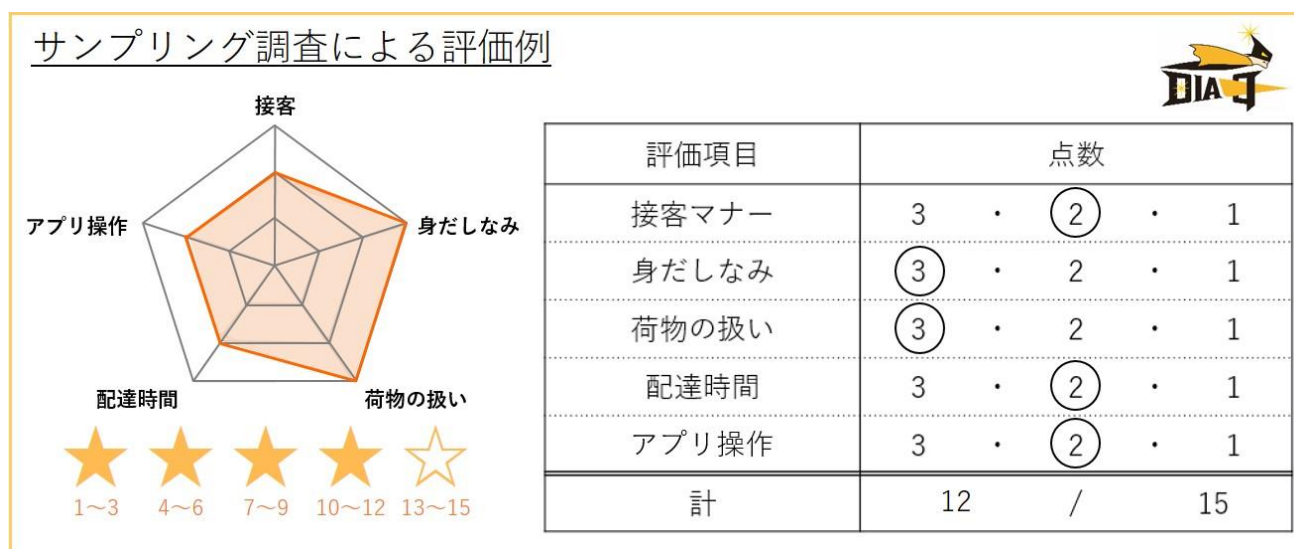 サンプリング調査による評価例
DIA
接客
アプリ操作
身だしなみ
配達時間
荷物の扱い
1～3 4～6 7～9 10～12 13～15
評価項目 点数
接客マナー 3 ・ 2 ・ 1
身だしなみ 3 ・ 2 ・ 1
荷物の扱い 3 ・ 2 ・ 1
配達時間 3 ・ 2 ・ 1
アプリ操作 3 ・ 2 ・ 1
計 12 / 15